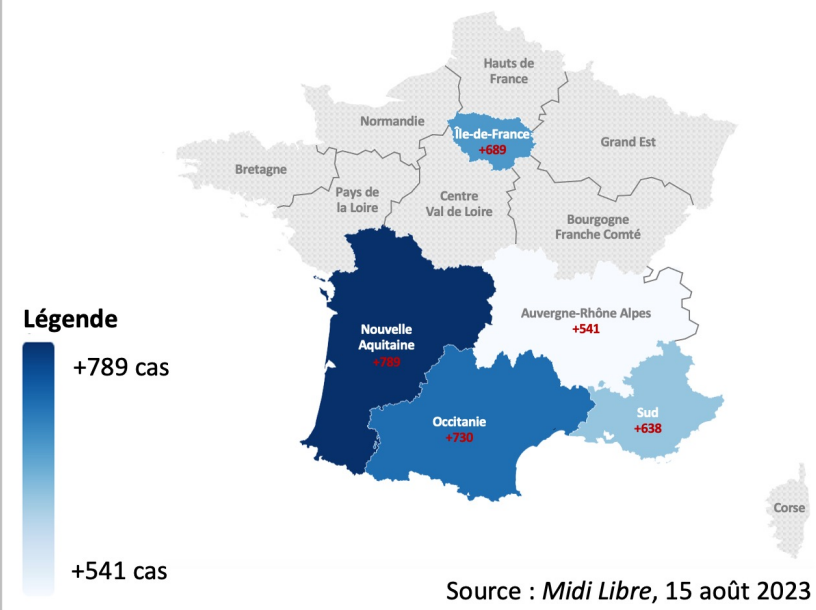 Hauts de
France
Normandie
Île-de-France
+689
Grand Est
Bretagne
Pays de
la Loire
Centre
Val de Loire
Bourgogne
Franche Comté
Légende
+789 cas
+541 cas
Nouvelle
Aquitaine
+789
Auvergne-Rhône Alpes
+541
Occitanie
+730
Sud
+638
Corse
Source : Midi Libre, 15 août 2023